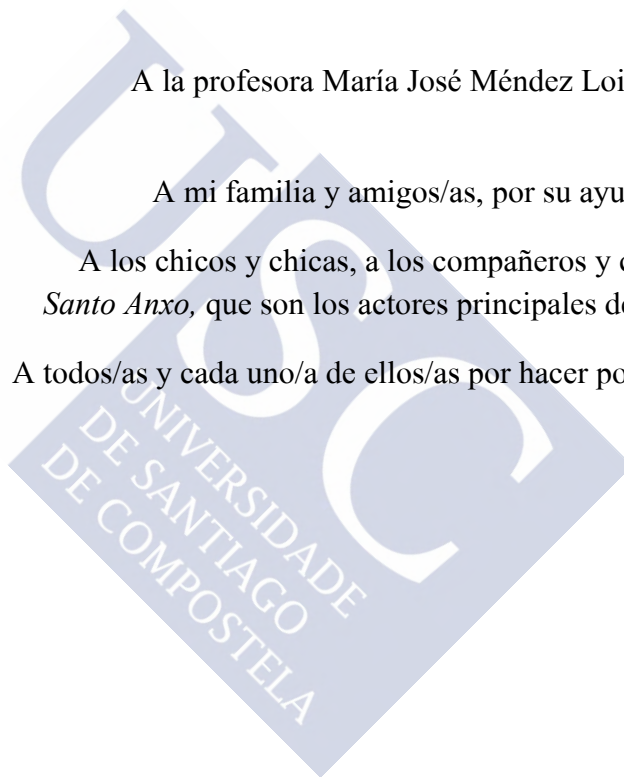 A la profesora María José Méndez Loi
A mi familia y amigos/as, por su ayu
A los chicos y chicas, a los compañeros y
Santo Anxo, que son los actores principales
A todos/as y cada uno/a de ellos/as por hacer
USC
UNIVERSIDADE
DE SANTIAGO
DE COMPOSTELA